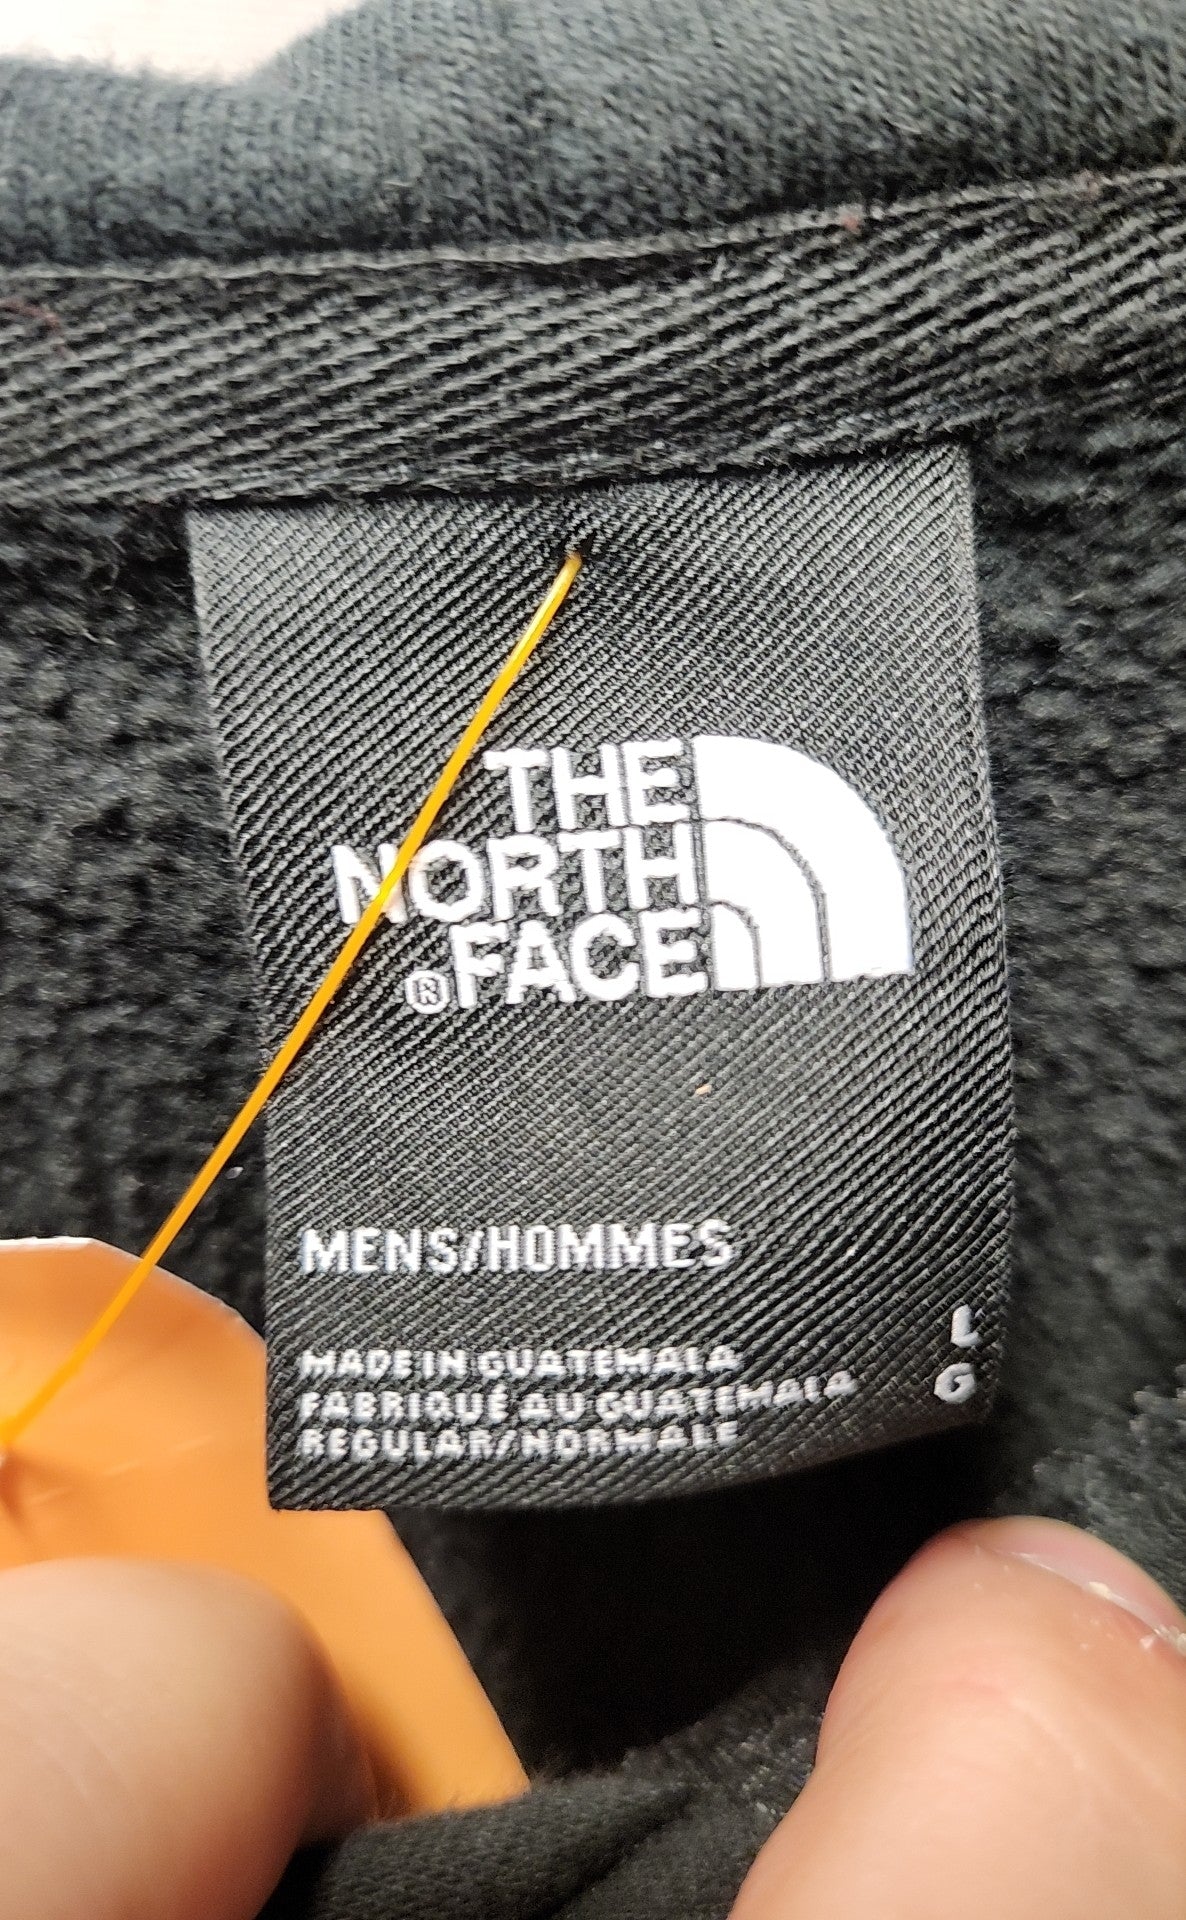 THE
NORTH
®FACE
MENS/HOMMES
L
G
MADE IN GUATEMALA
FABRIQUÉ AU GUATEMALA
REGULAR/NORMALE